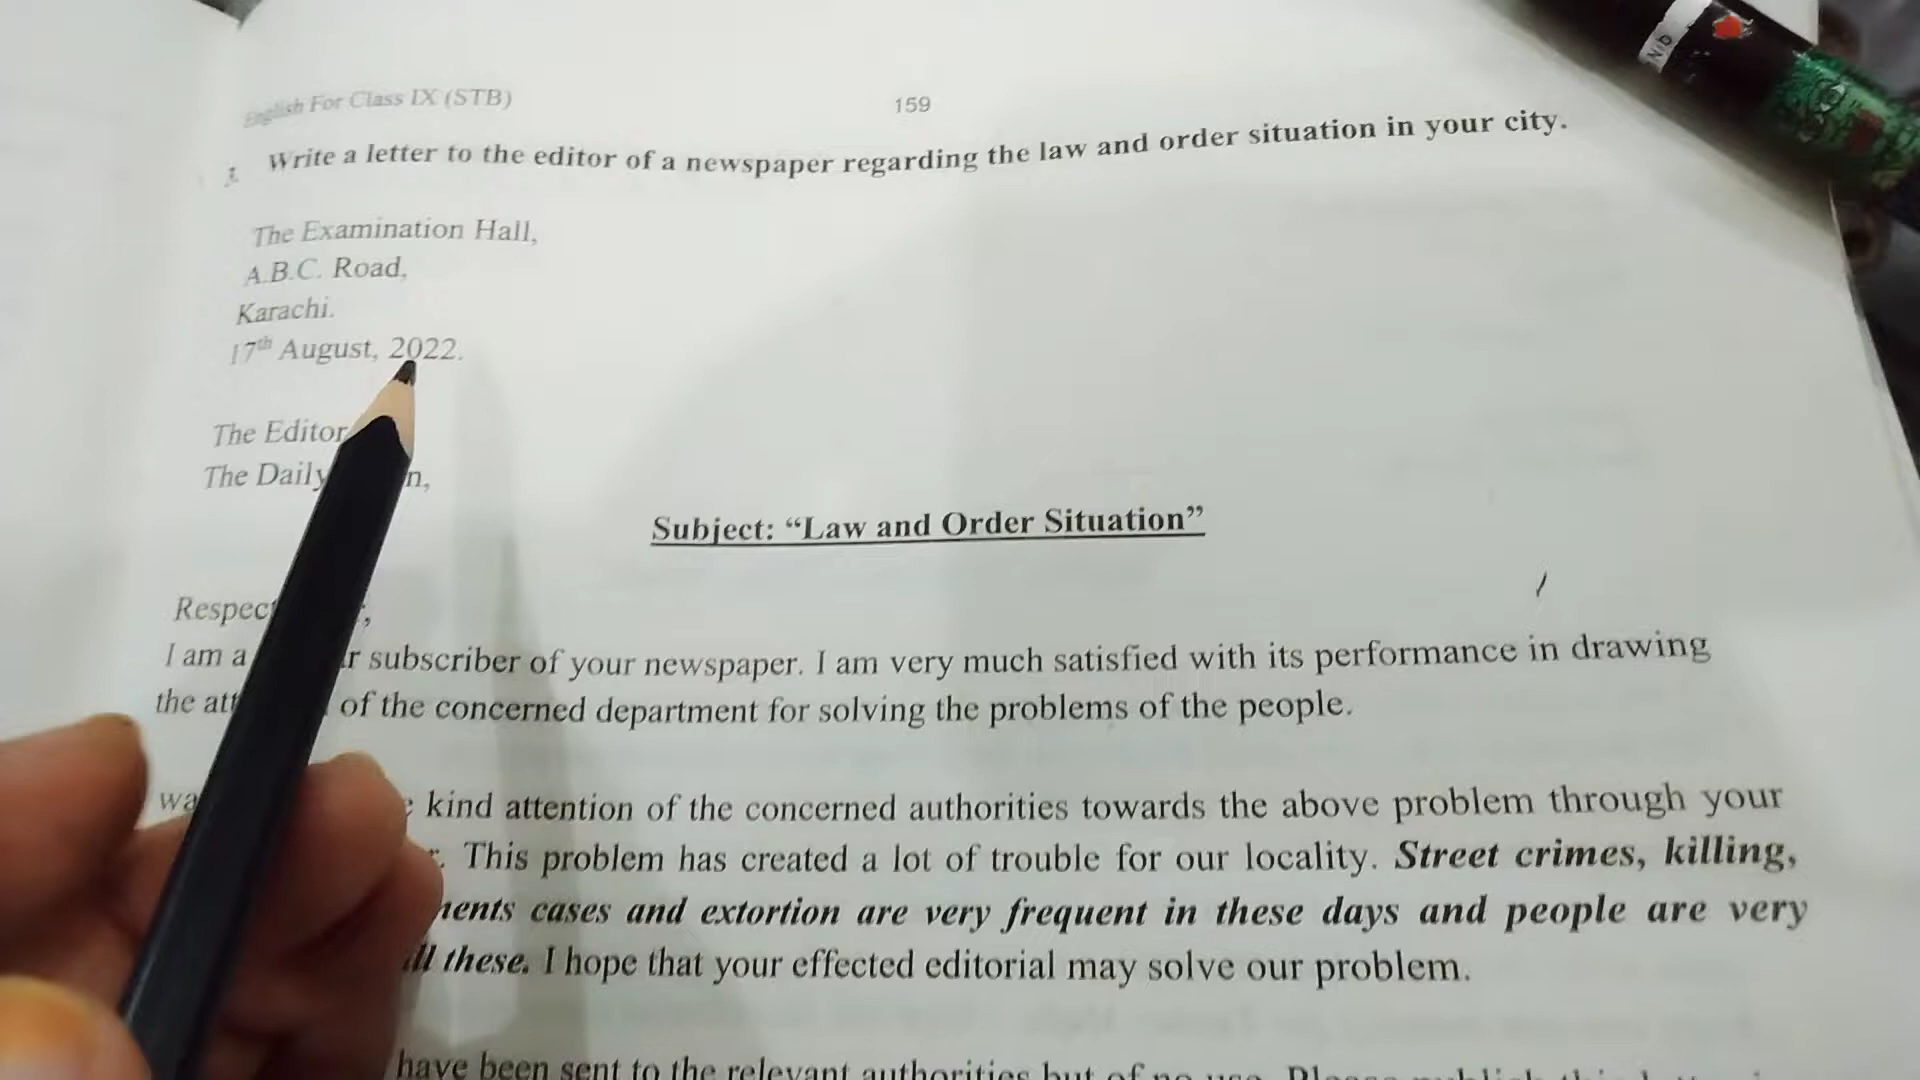 English For Class IX (STB)
159
Write a letter to the editor of a newspaper regarding the law and order situation in your city.
The Examination Hall,
A.B.C. Road,
Karachi.
17th August, 2022.
The Editor
The Daily n,
Subject: “Law and Order Situation”
I am a subscriber of your newspaper. I am very much satisfied with its performance in drawing
the of the concerned department for solving the problems of the people.
kind attention of the concerned authorities towards the above problem through your
This problem has created a lot of trouble for our locality. Street crimes, killing,
cases and extortion are very frequent in these days and people are very
these. I hope that your effected editorial may solve our problem.
have been sent to the relevant authorities but of no use. Please publish this